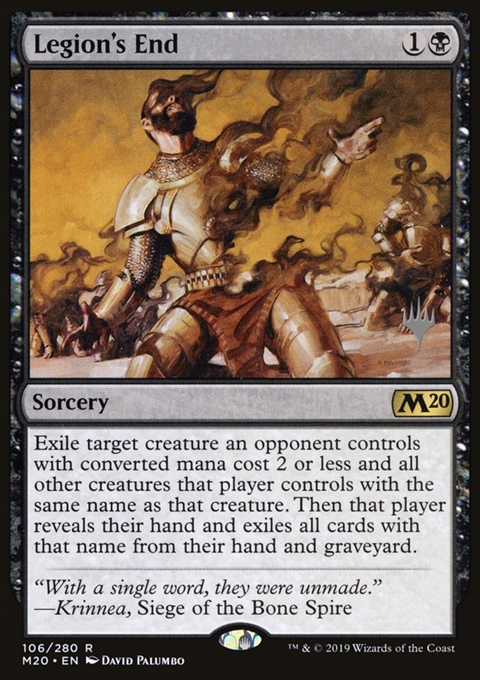 Legion's End 1
M20
Sorcery
Exile target creature an opponent controls
with converted mana cost 2 or less and all
other creatures that player controls with the
same name as that creature. Then that player
reveals their hand and exiles all cards with
that name from their hand and graveyard.
“With a single word, they were unmade.”
—Krinnea, Siege of the Bone Spire
106/280 R
M20 • EN DAVID PALUMBO
™ & © 2019 Wizards of the Coast